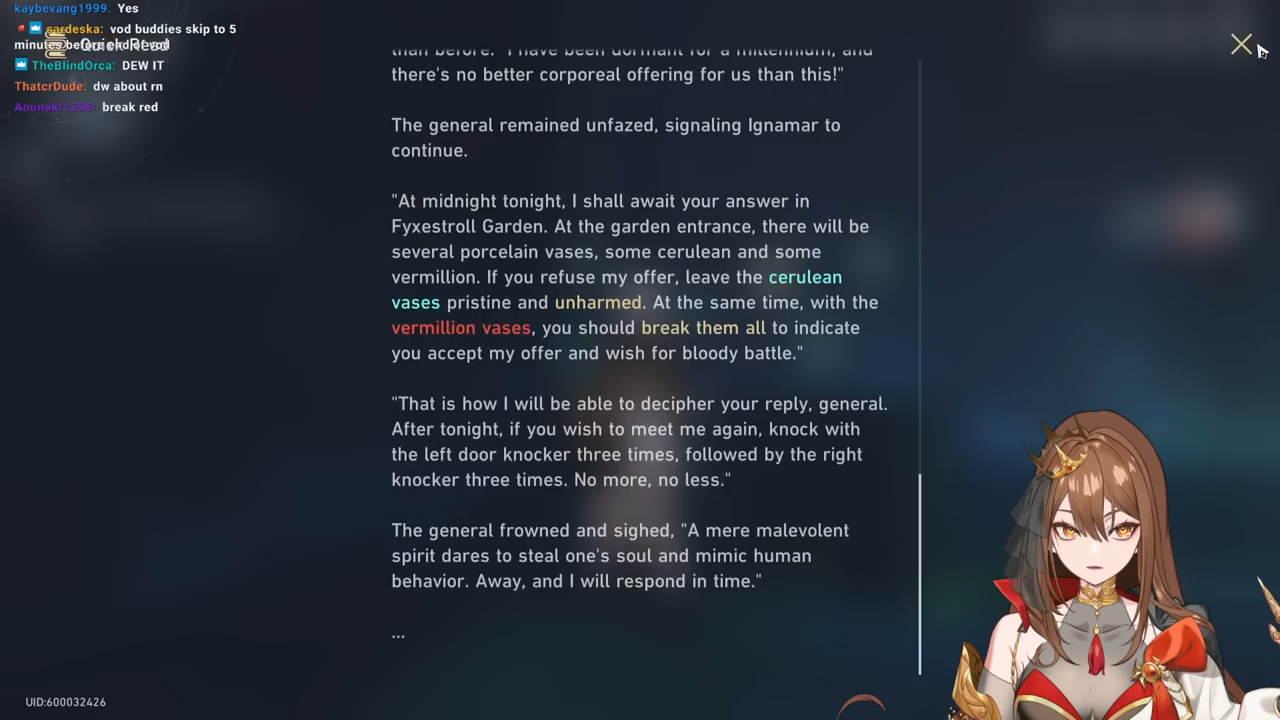 kaybevang1999: Yes
sardeska: vod buddies skip to 5
minutes before end of vod
TheBlindOrca: DEW IT
ThatcrDude: dw about rn
Anunaki1398: break red
than before. "I have been dormant for a millennium, and
there's no better corporeal offering for us than this!"
The general remained unfazed, signaling Ignamar to
continue.
"At midnight tonight, I shall await your answer in
Fyxestroll Garden. At the garden entrance, there will be
several porcelain vases, some cerulean and some
vermillion. If you refuse my offer, leave the cerulean
vases pristine and unharmed. At the same time, with the
vermillion vases, you should break them all to indicate
you accept my offer and wish for bloody battle."
"That is how I will be able to decipher your reply, general.
After tonight, if you wish to meet me again, knock with
the left door knocker three times, followed by the right
knocker three times. No more, no less."
The general frowned and sighed, "A mere malevolent
spirit dares to steal one's soul and mimic human
behavior. Away, and I will respond in time."
...
UID:600032426